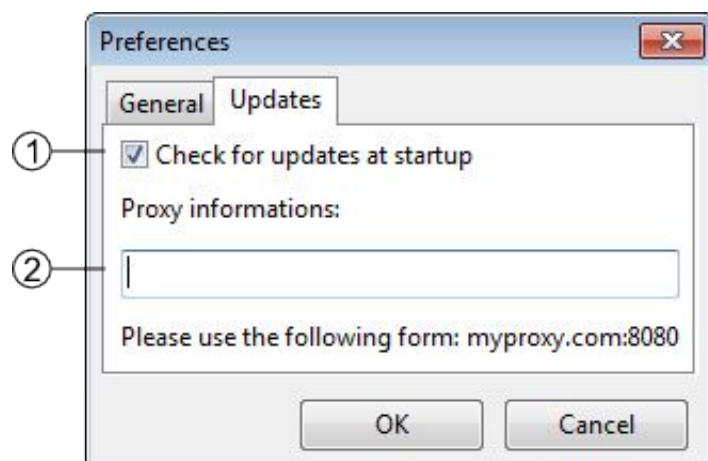 Preferences
General Updates
① Check for updates at startup
Proxy informations:
②
Please use the following form: myproxy.com:8080
OK Cancel